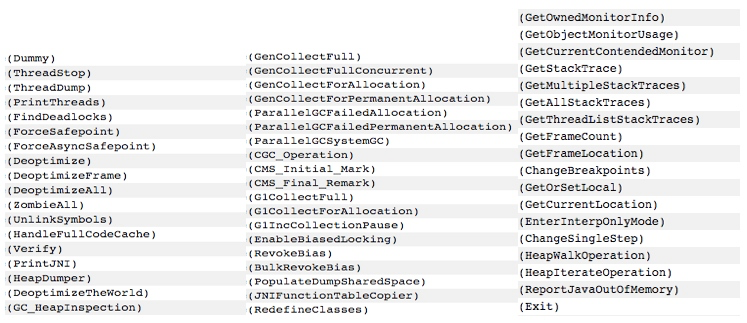 (Dummy)
(ThreadStop)
(ThreadDump)
(PrintThreads)
(FindDeadlocks)
(ForceSafepoint)
(ForceAsyncSafepoint)
(Deoptimize)
(DeoptimizeFrame)
(DeoptimizeAll)
(ZombieAll)
(UnlinkSymbols)
(HandleFullCodeCache)
(Verify)
(PrintJNI)
(HeapDumper)
(DeoptimizeTheWorld)
(GC_HeapInspection)
(GenCollectFull)
(GenCollectFullConcurrent)
(GenCollectForAllocation)
(GenCollectForPermanentAllocation)
(ParallelGCFailedAllocation)
(ParallelGCFailedPermanentAllocation)
(ParallelGCSystemGC)
(CGC_Operation)
(CMS_Initial_Mark)
(CMS_Final_Remark)
(G1CollectFull)
(G1CollectForAllocation)
(G1IncCollectionPause)
(EnableBiasedLocking)
(RevokeBias)
(BulkRevokeBias)
(PopulateDumpSharedSpace)
(JNIFunctionTableCopier)
(RedefineClasses)
(GetOwnedMonitorInfo)
(GetObjectMonitorUsage)
(GetCurrentContendedMonitor)
(GetStackTrace)
(GetMultipleStackTraces)
(GetAllStackTraces)
(GetThreadListStackTraces)
(GetFrameCount)
(GetFrameLocation)
(ChangeBreakpoints)
(GetOrSetLocal)
(GetCurrentLocation)
(EnterInterpOnlyMode)
(ChangeSingleStep)
(HeapWalkOperation)
(HeapIterateOperation)
(ReportJavaOutOfMemory)
(Exit)